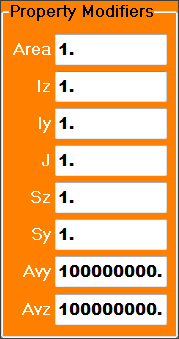 Property Modifiers
Area 1.
Iz 1.
Iy 1.
J 1.
Sz 1.
Sy 1.
Avy 100000000.
Avz 100000000.